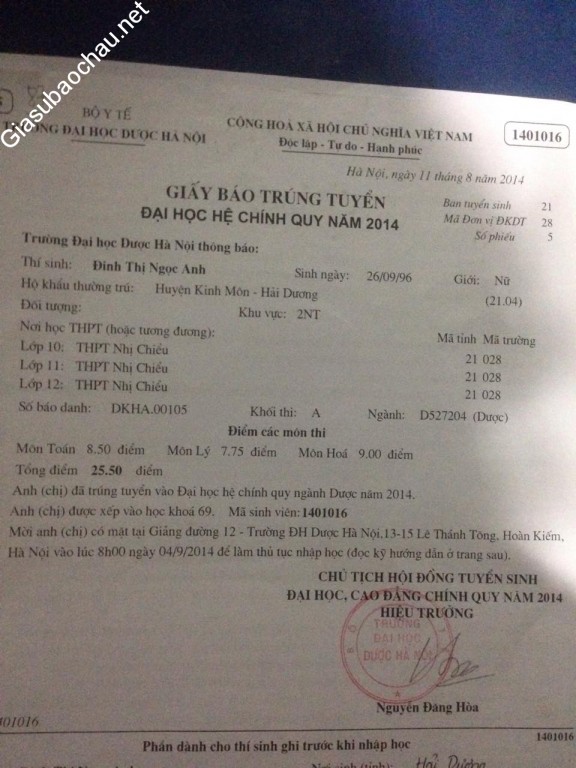 Giasubaochau.net
BỘ Y TẾ
TRƯỜNG ĐẠI HỌC DƯỢC HÀ NỘI
CỘNG HOÀ XÃ HỘI CHỦ NGHĨA VIỆT NAM
Độc lập - Tự do - Hạnh phúc
1401016
Hà Nội, ngày 11 tháng 8 năm 2014
GIẤY BÁO TRÚNG TUYỂN
ĐẠI HỌC HỆ CHÍNH QUY NĂM 2014
Ban tuyển sinh 21
Mã Đơn vị ĐKDT 28
Số phiếu 5
Trường Đại học Dược Hà Nội thông báo:
Thí sinh: Đinh Thị Ngọc Anh Sinh ngày: 26/09/96 Giới: Nữ
Hộ khẩu thường trú: Huyện Kinh Môn - Hải Dương (21.04)
Đối tượng: Khu vực: 2NT
Nơi học THPT (hoặc tương đương): Mã tỉnh Mã trường
Lớp 10: THPT Nhị Chiểu 21 028
Lớp 11: THPT Nhị Chiểu 21 028
Lớp 12: THPT Nhị Chiểu 21 028
Số báo danh: DKHA.00105 Khối thi: A Ngành: D527204 (Dược)
Điểm các môn thi
Môn Toán 8.50 điểm Môn Lý 7.75 điểm Môn Hoá 9.00 điểm
Tổng điểm 25.50 điểm
Anh (chị) đã trúng tuyển vào Đại học hệ chính quy ngành Dược năm 2014.
Anh (chị) được xếp vào học khoá 69. Mã sinh viên:1401016
Mời anh (chị) có mặt tại Giảng đường 12 - Trường ĐH Dược Hà Nội,13-15 Lê Thánh Tông, Hoàn Kiếm,
Hà Nội vào lúc 8h00 ngày 04/9/2014 để làm thủ tục nhập học (đọc kỹ hướng dẫn ở trang sau).
CHỦ TỊCH HỘI ĐỒNG TUYỂN SINH
ĐẠI HỌC, CAO ĐẲNG CHÍNH QUY NĂM 2014
HIỆU TRƯỞNG
TRƯỜNG
ĐẠI HỌC
DƯỢC HÀ NỘI
Nguyễn Đăng Hòa
1401016
1401016
Phần dành cho thí sinh ghi trước khi nhập học
Hải Dương